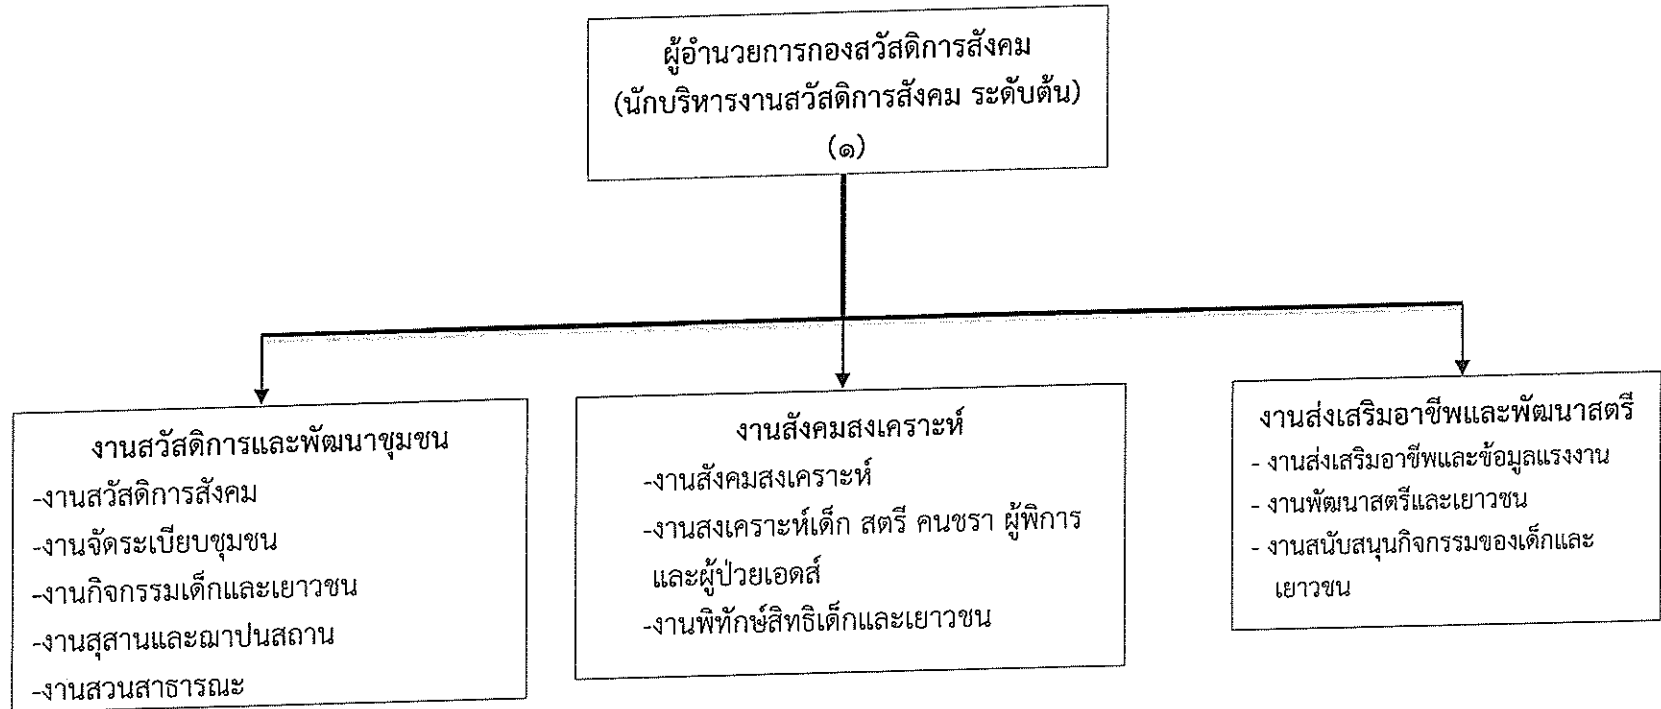 ผู้อำนวยการกองสวัสดิการสังคม
(นักบริหารงานสวัสดิการสังคม ระดับต้น)
(๑)
งานสวัสดิการและพัฒนาชุมชน
-งานสวัสดิการสังคม
-งานจัดระเบียบชุมชน
-งานกิจกรรมเด็กและเยาวชน
-งานสุสานและฌาปนสถาน
-งานสวนสาธารณะ
งานสังคมสงเคราะห์
-งานสังคมสงเคราะห์
-งานสงเคราะห์เด็ก สตรี คนชรา ผู้พิการ
และผู้ป่วยเอดส์
-งานพิทักษ์สิทธิเด็กและเยาวชน
งานส่งเสริมอาชีพและพัฒนาสตรี
- งานส่งเสริมอาชีพและข้อมูลแรงงาน
- งานพัฒนาสตรีและเยาวชน
- งานสนับสนุนกิจกรรมของเด็กและ
เยาวชน